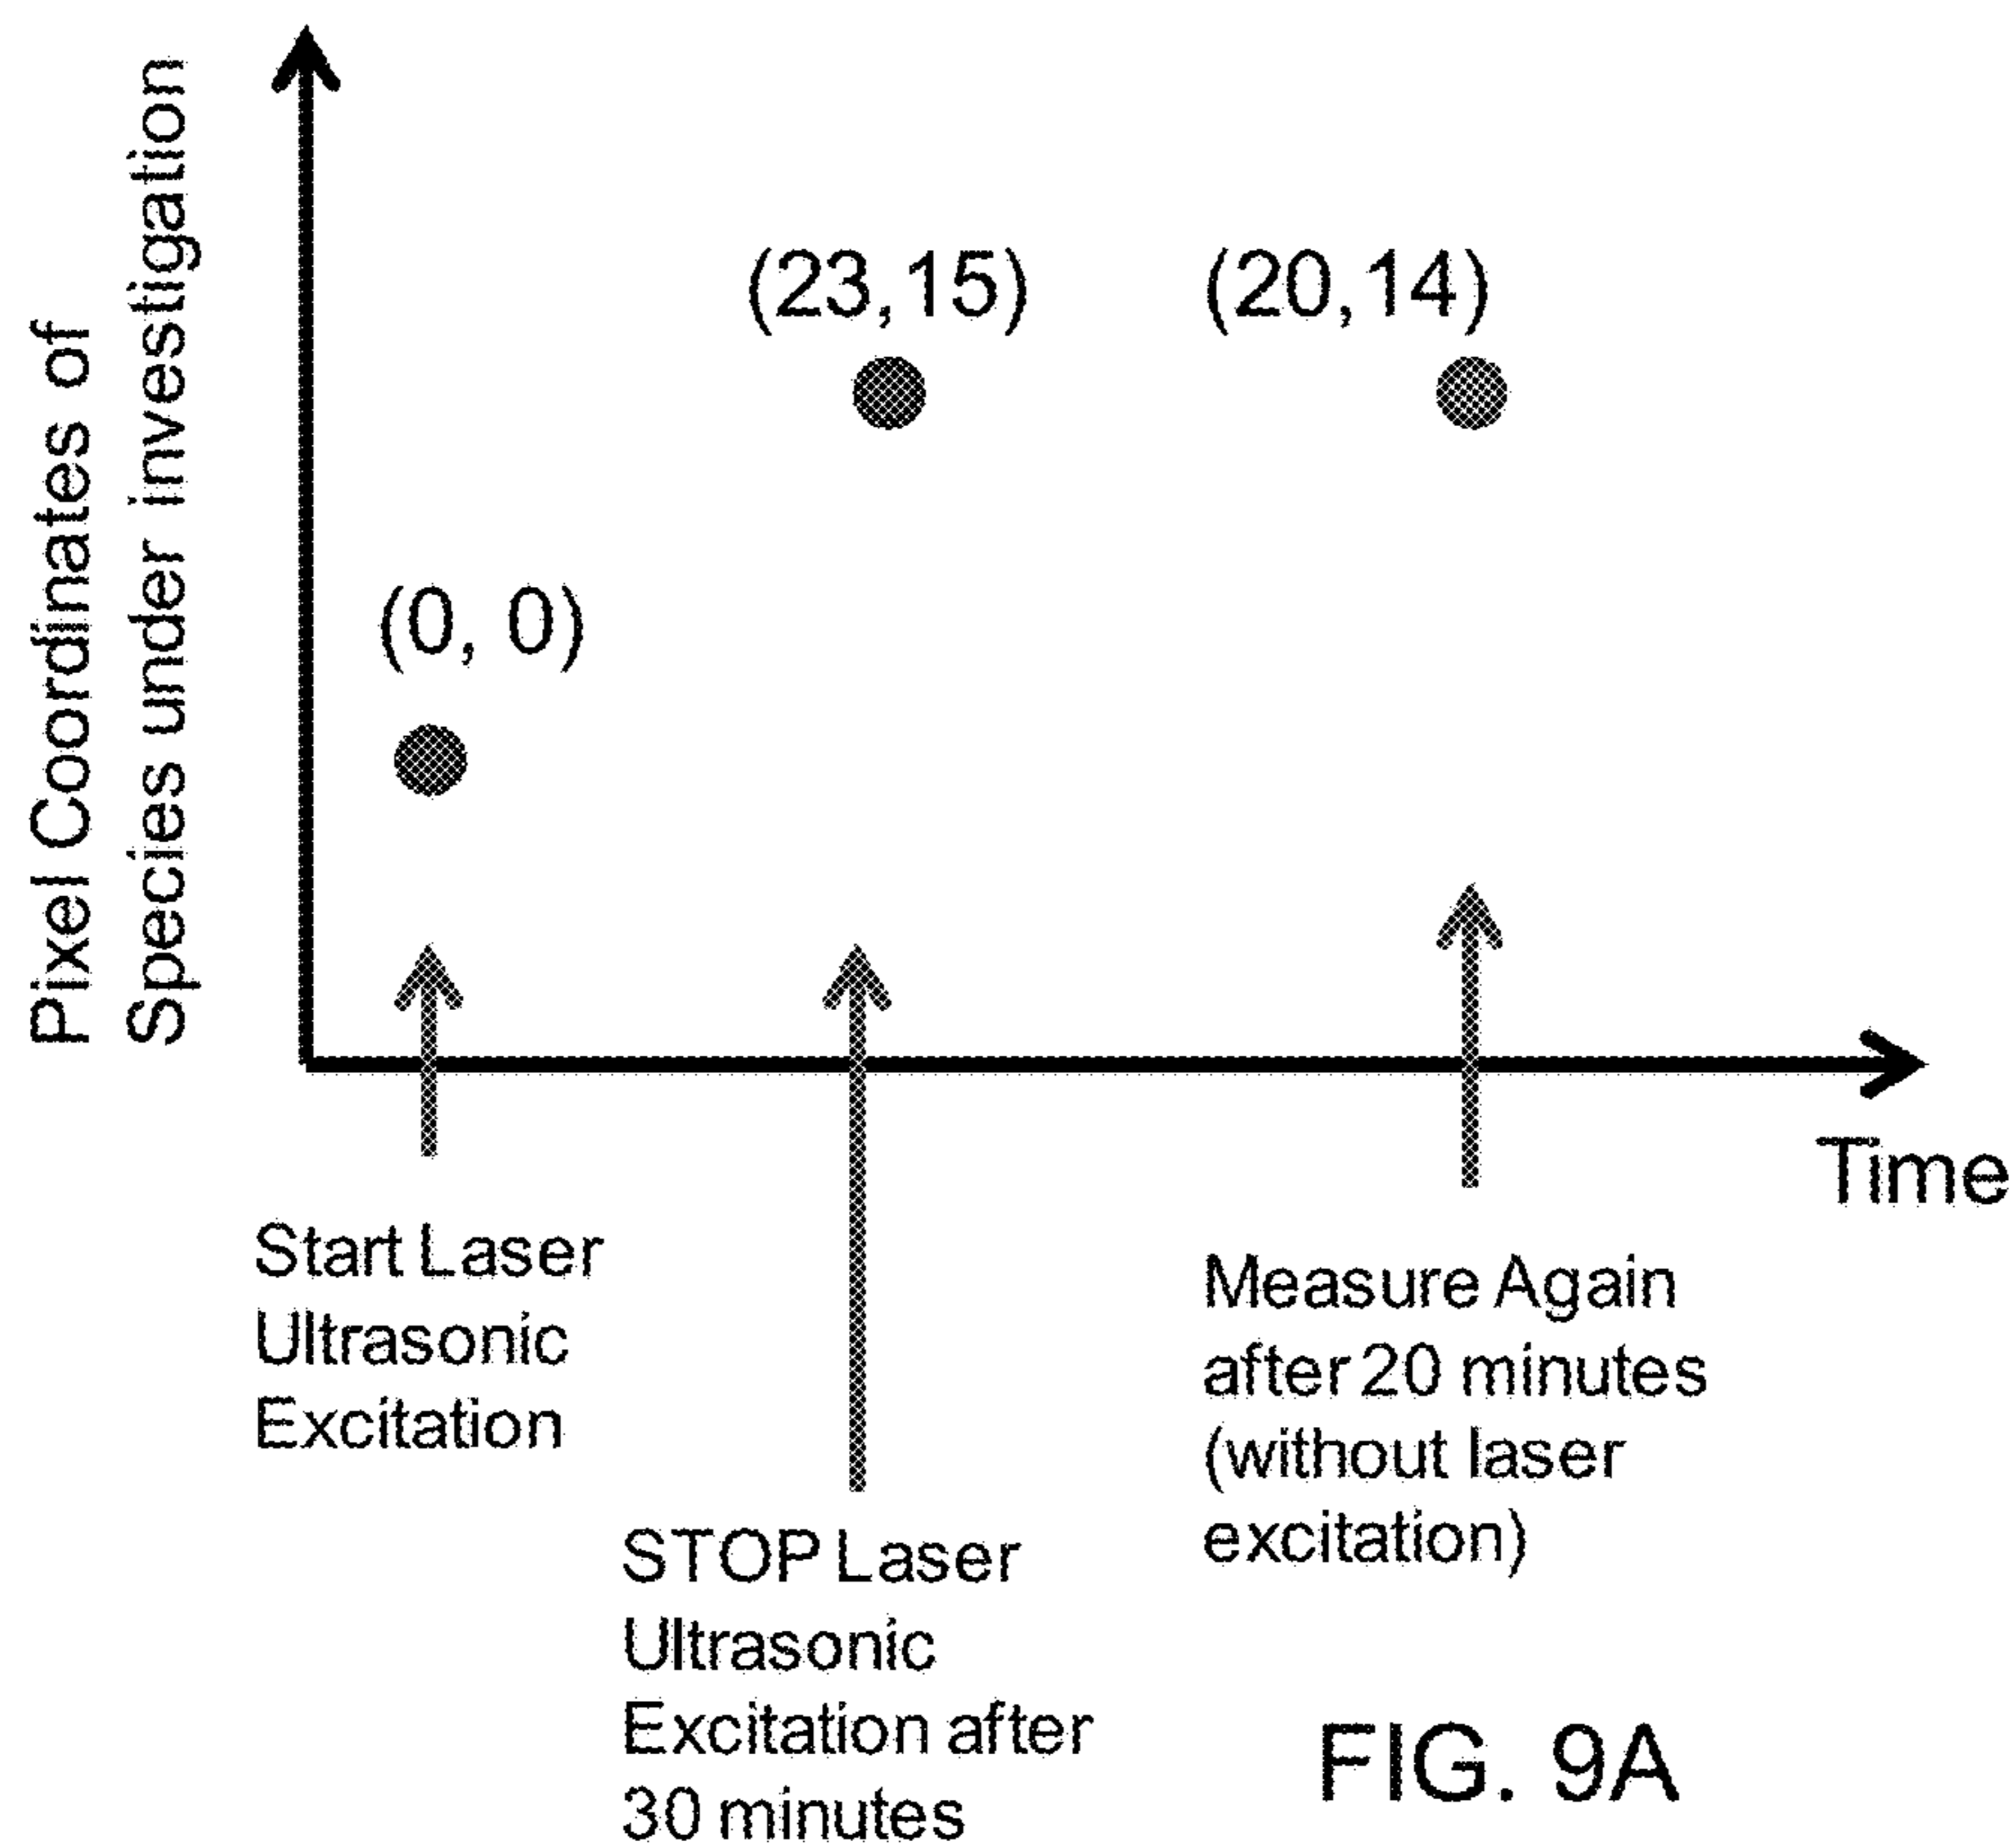 Pixel Coordinates of
Species under investigation
(0, 0)
(23,15)
(20,14)
Time
Start Laser
Ultrasonic
Excitation
STOP Laser
Ultrasonic
Excitation after
30 minutes
Measure Again
after 20 minutes
(without laser
excitation)
FIG. 9A